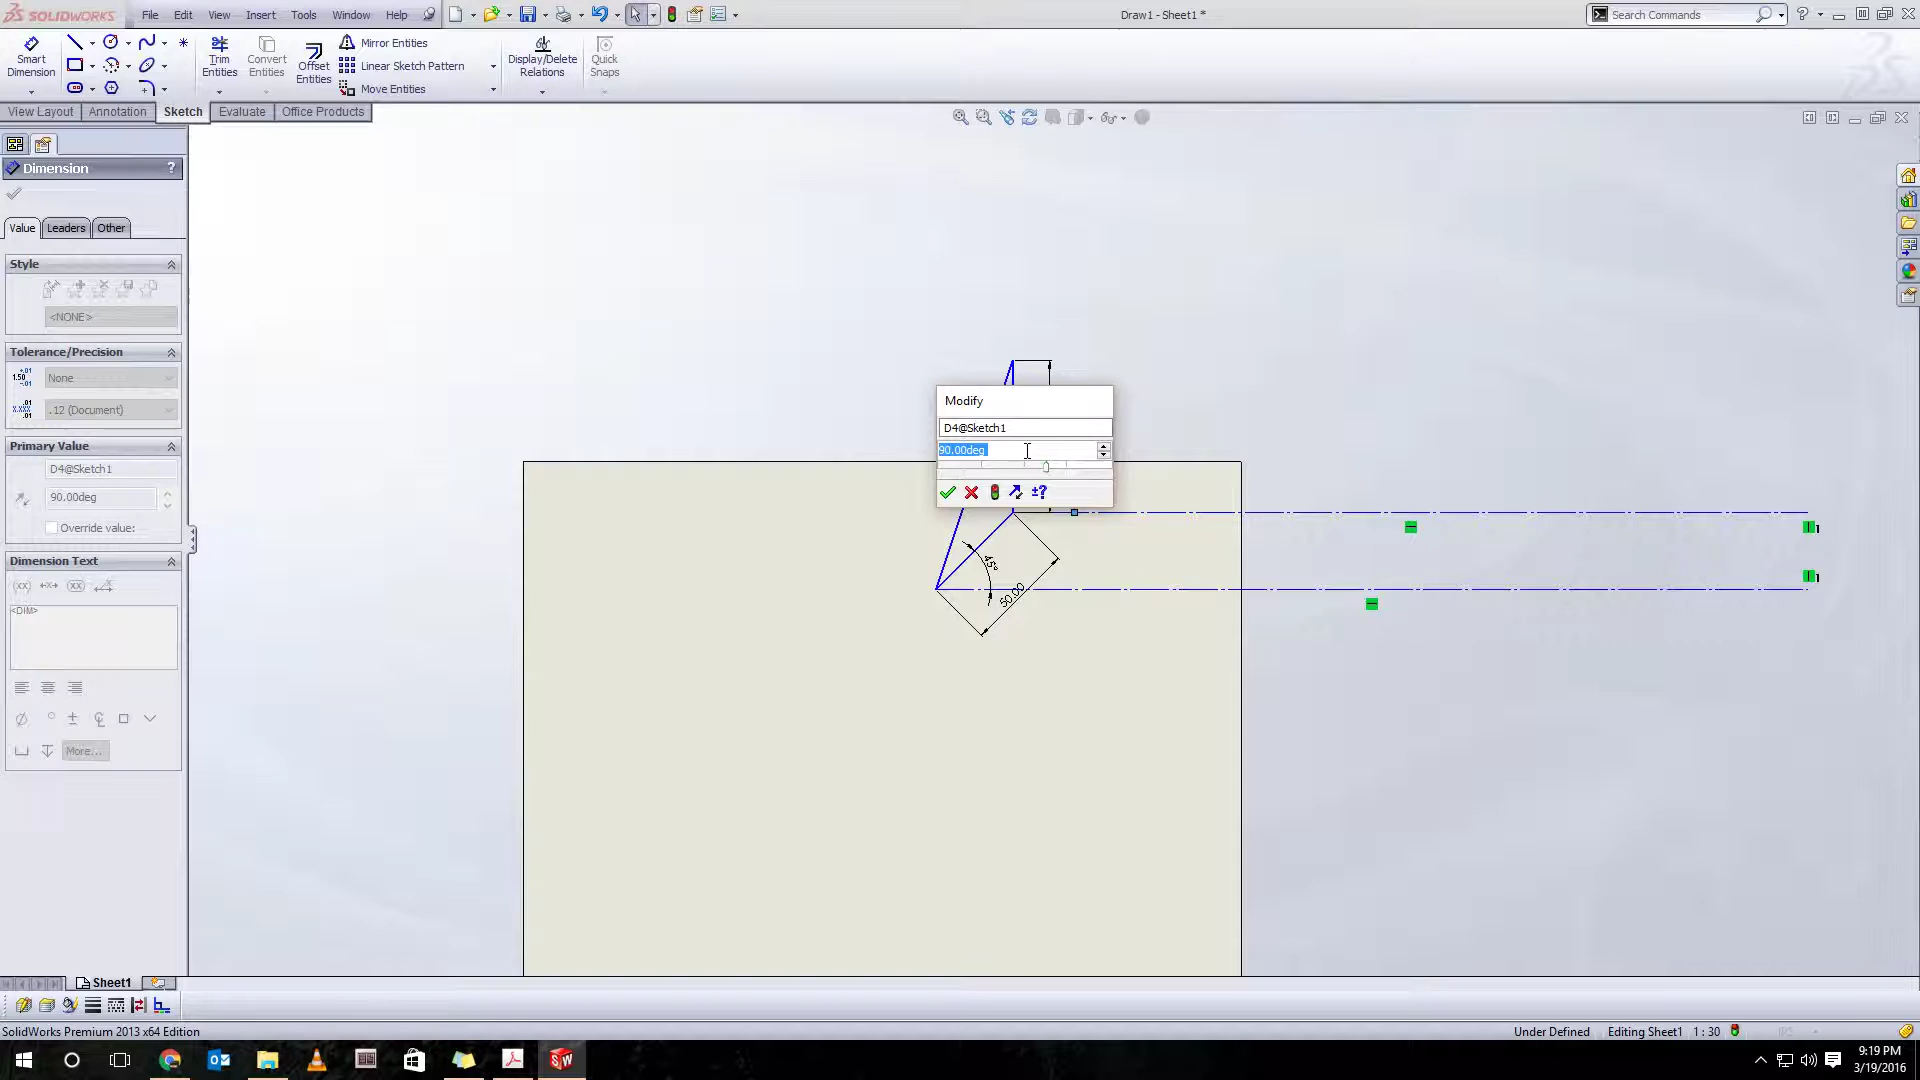 SOLIDWORKS
File Edit View Insert Tools Window Help
Draw1 - Sheet1 *
Search Commands
Smart Dimension
Trim Entities
Convert Entities
Offset Entities
Mirror Entities
Linear Sketch Pattern
Move Entities
Display/Delete Relations
Quick Snaps
View Layout Annotation Sketch Evaluate Office Products
Dimension ?
Value Leaders Other
Style
<NONE>
Tolerance/Precision
None
.12 (Document)
Primary Value
D4@Sketch1
90.00deg
Override value:
Dimension Text
<DIM>
More...
Modify
D4@Sketch1
90.00deg
45°
50.00
1
1
Sheet1
SolidWorks Premium 2013 x64 Edition
Under Defined Editing Sheet1 1 : 30
9:19 PM
3/19/2016